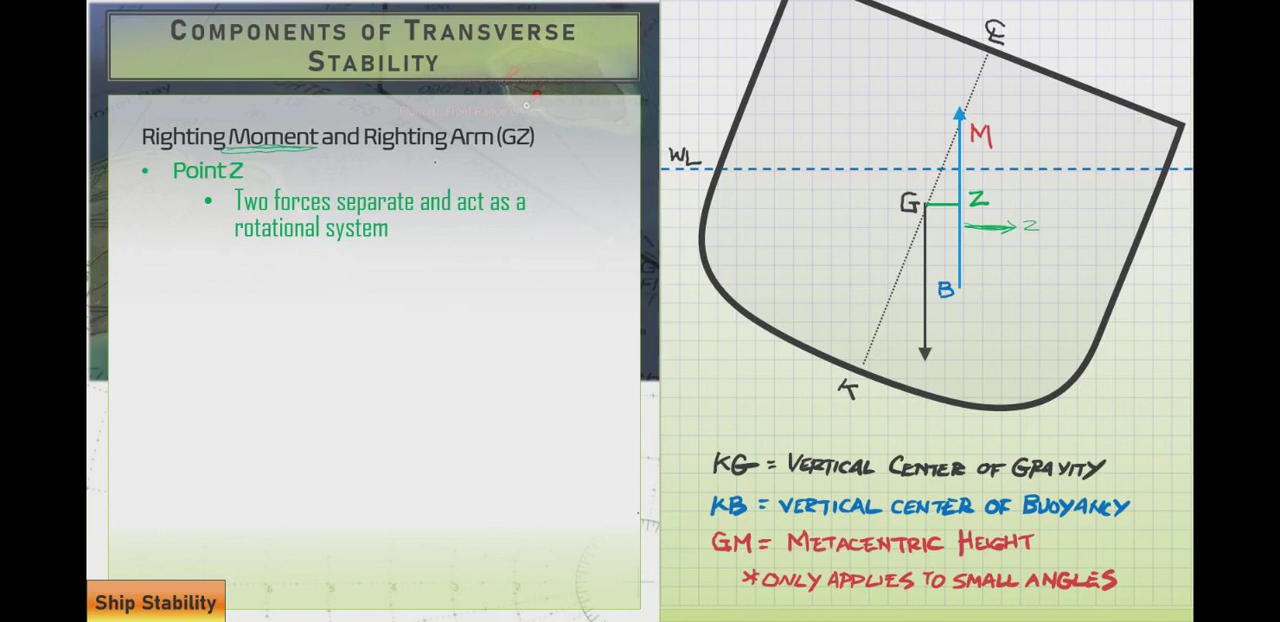 COMPONENTS OF TRANSVERSE
STABILITY
Righting Moment and Righting Arm (GZ)
• Point Z
• Two forces separate and act as a
rotational system
Ship Stability
WL
M
G
Z
Z
B
K
KG = VERTICAL CENTER OF GRAVITY
KB = VERTICAL CENTER OF BUOYANCY
GM = METACENTRIC HEIGHT
*ONLY APPLIES TO SMALL ANGLES